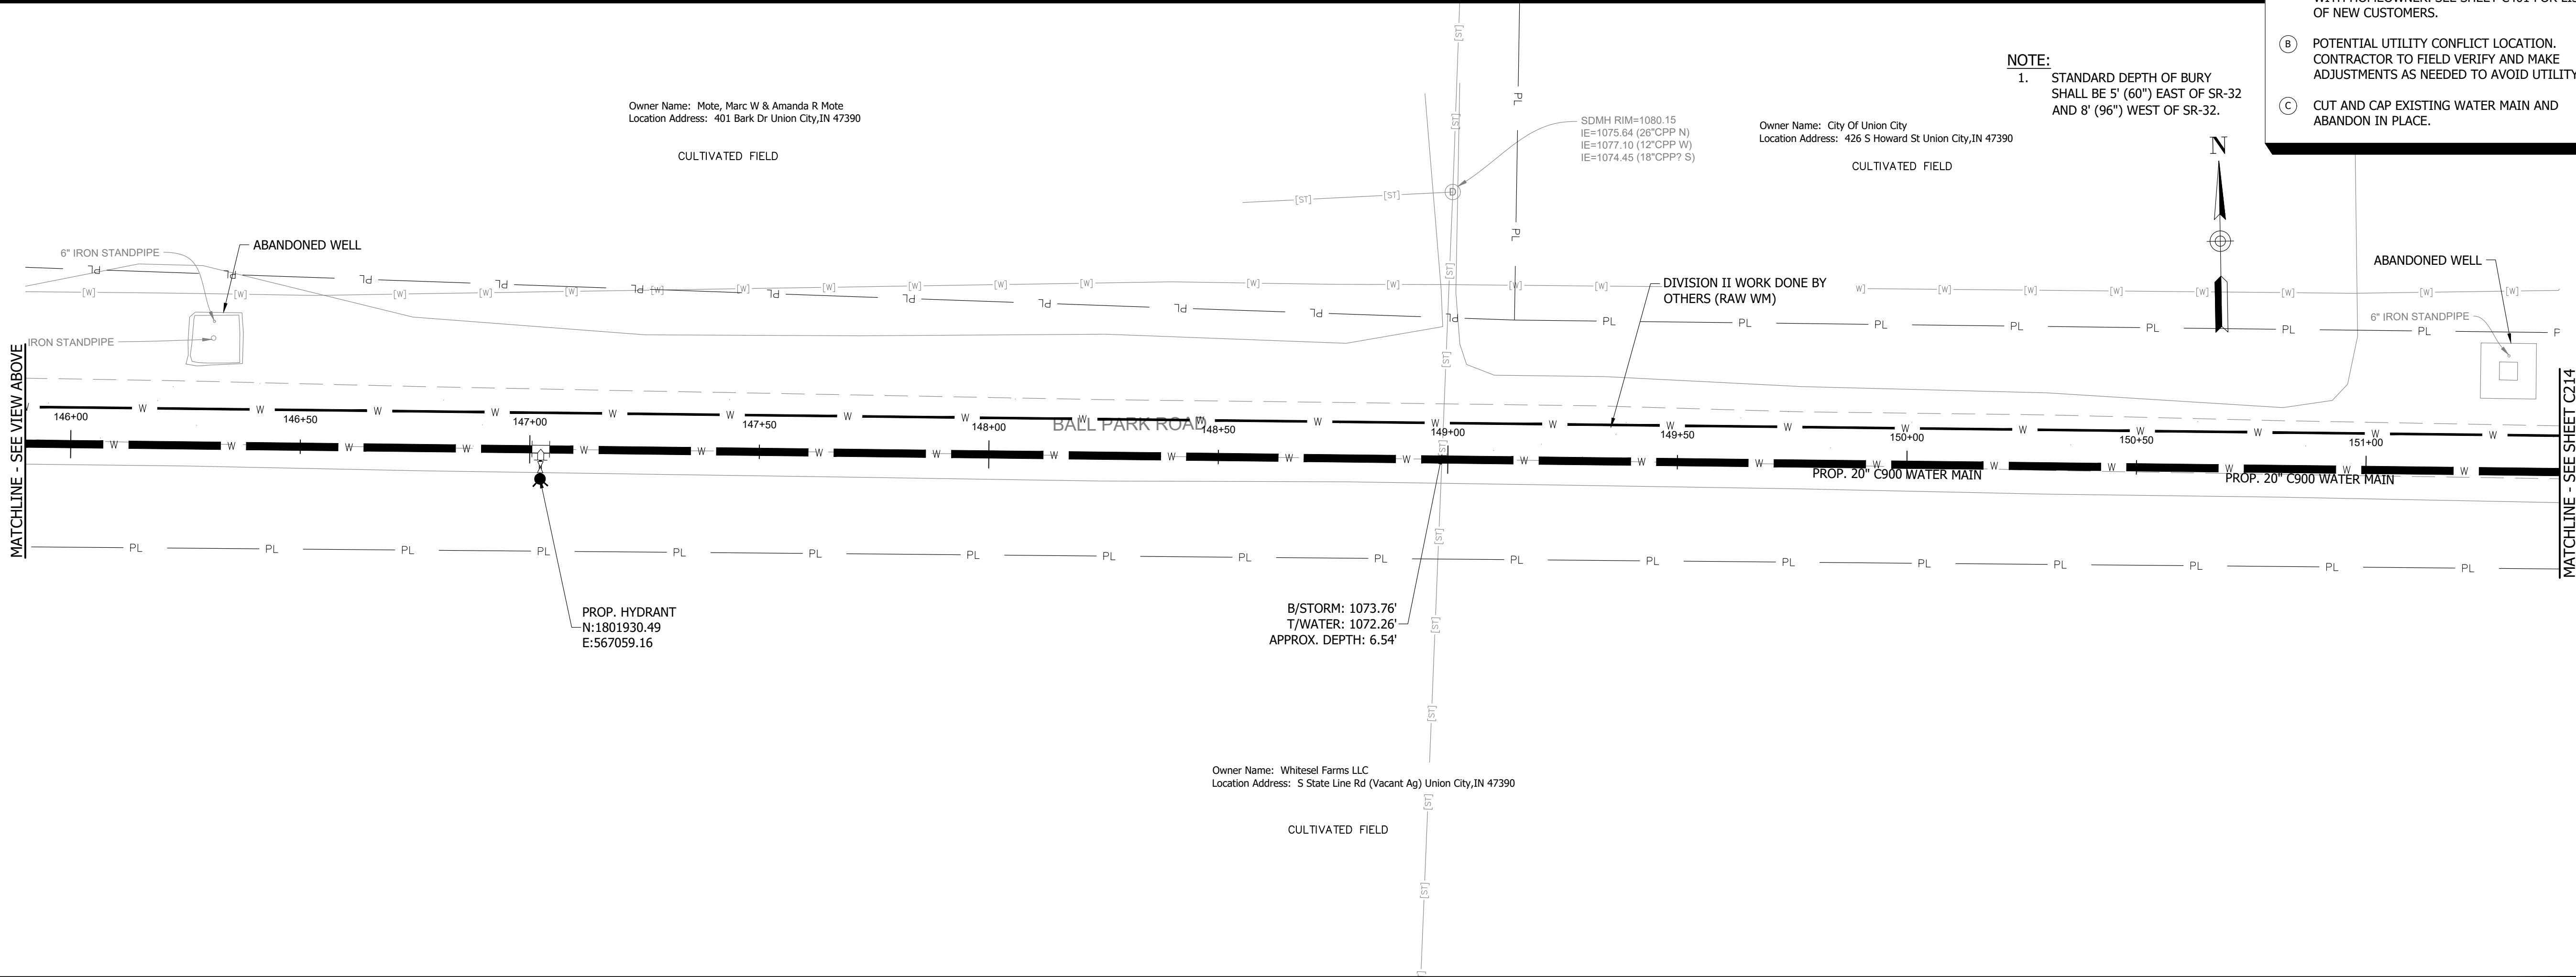 OF NEW CUSTOMERS.
B POTENTIAL UTILITY CONFLICT LOCATION.
CONTRACTOR TO FIELD VERIFY AND MAKE
ADJUSTMENTS AS NEEDED TO AVOID UTILITY
C CUT AND CAP EXISTING WATER MAIN AND
ABANDON IN PLACE.
NOTE:
1. STANDARD DEPTH OF BURY
SHALL BE 5' (60") EAST OF SR-32
AND 8' (96") WEST OF SR-32.
N
Owner Name: Mote, Marc W & Amanda R Mote
Location Address: 401 Bark Dr Union City,IN 47390
CULTIVATED FIELD
SDMH RIM=1080.15
IE=1075.64 (26"CPP N)
IE=1077.10 (12"CPP W)
IE=1074.45 (18"CPP? S)
Owner Name: City Of Union City
Location Address: 426 S Howard St Union City,IN 47390
CULTIVATED FIELD
6" IRON STANDPIPE
ABANDONED WELL
IRON STANDPIPE
DIVISION II WORK DONE BY
OTHERS (RAW WM)
ABANDONED WELL
6" IRON STANDPIPE
MATCHLINE - SEE VIEW ABOVE
MATCHLINE - SEE SHEET C214
146+00
146+50
147+00
147+50
148+00
BALL PARK ROAD
148+50
149+00
149+50
150+00
150+50
151+00
PROP. 20" C900 WATER MAIN
PROP. 20" C900 WATER MAIN
PROP. HYDRANT
N:1801930.49
E:567059.16
B/STORM: 1073.76'
T/WATER: 1072.26'
APPROX. DEPTH: 6.54'
Owner Name: Whitesel Farms LLC
Location Address: S State Line Rd (Vacant Ag) Union City,IN 47390
CULTIVATED FIELD